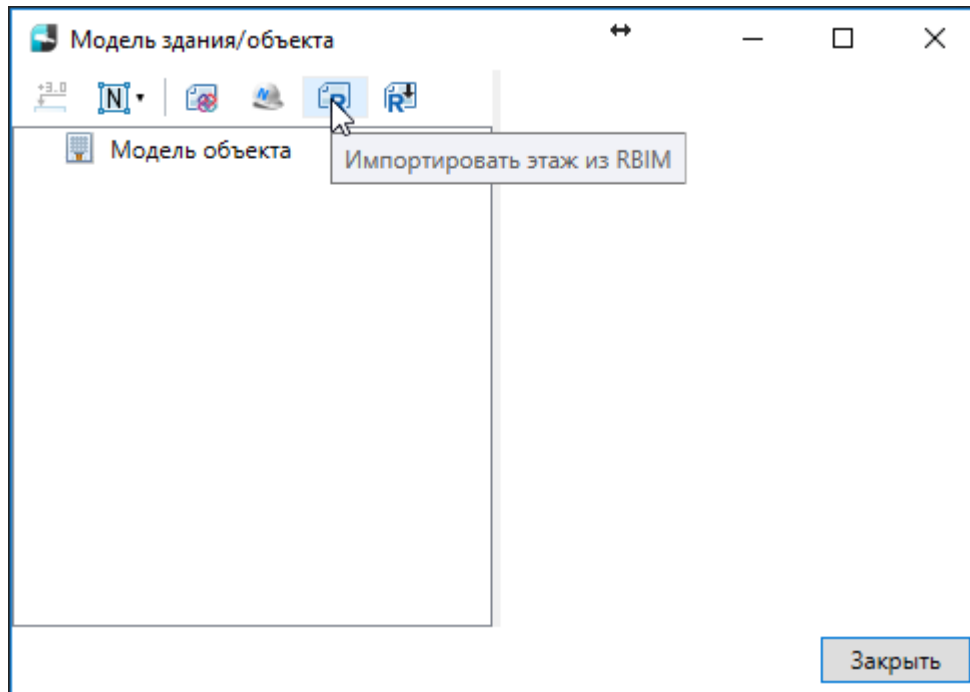 Модель здания/объекта
+3.0
N
R
R
Модель объекта
Импортировать этаж из RBIM
Закрыть